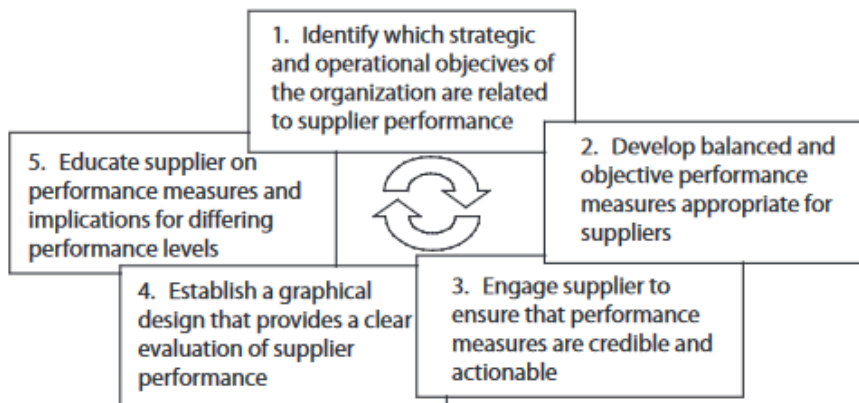 1. Identify which strategic
and operational objecives of
the organization are related
to supplier performance
2. Develop balanced and
objective performance
measures appropriate for
suppliers
3. Engage supplier to
ensure that performance
measures are credible and
actionable
4. Establish a graphical
design that provides a clear
evaluation of supplier
performance
5. Educate supplier on
performance measures and
implications for differing
performance levels